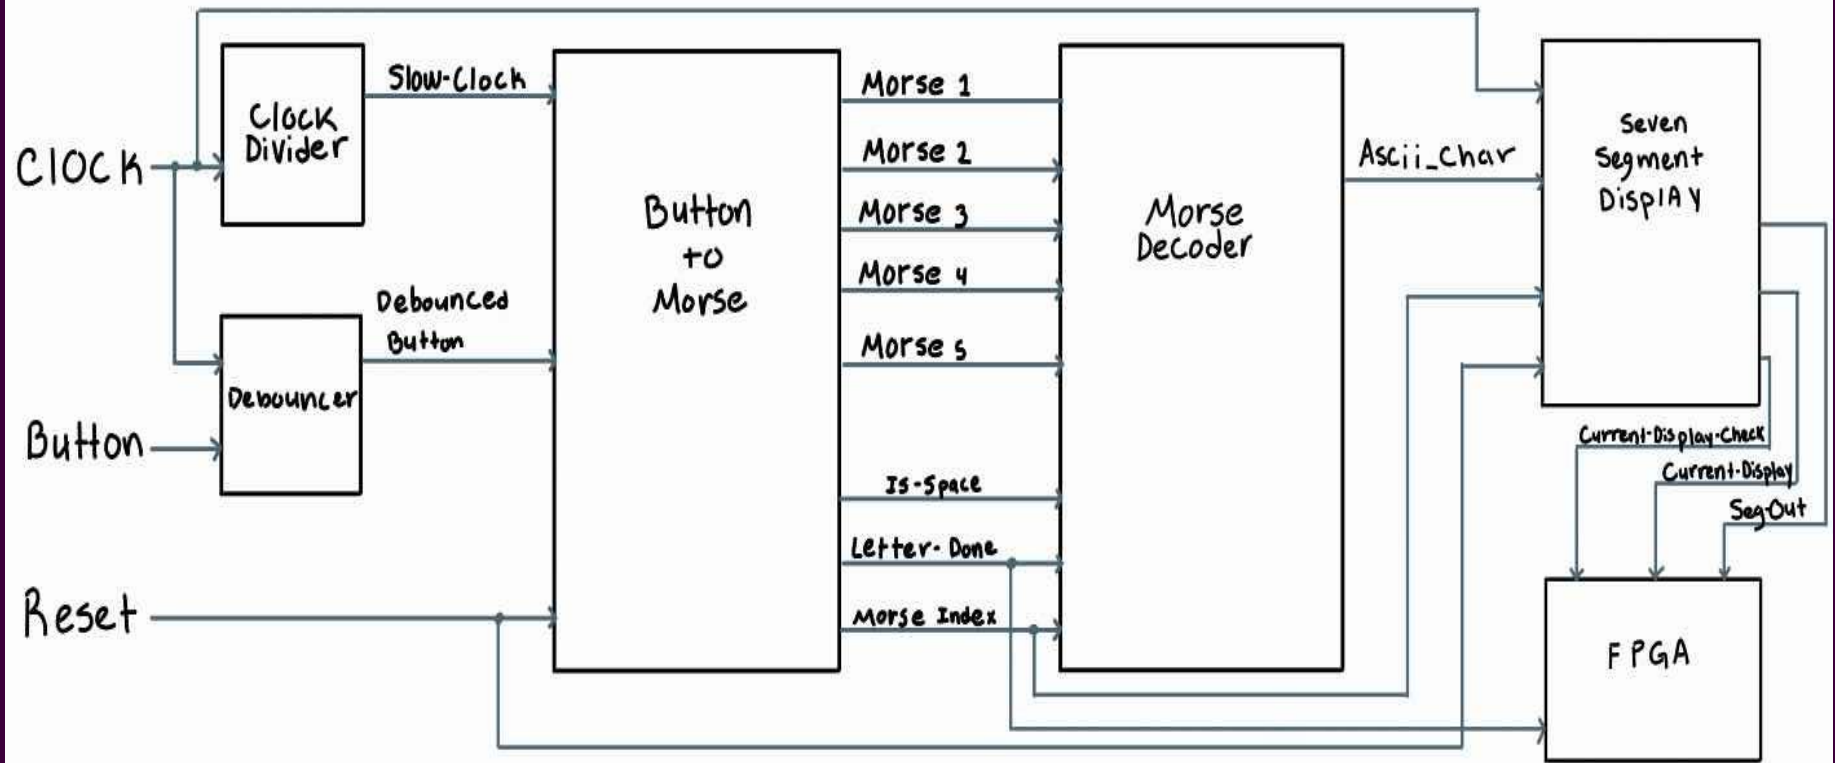 Clock
Button
Reset
Clock
Divider
Debouncer
Slow-Clock
Debounced
Button
Button
to
Morse
Morse 1
Morse 2
Morse 3
Morse 4
Morse 5
Is-Space
Letter-Done
Morse Index
Morse
Decoder
Ascii_Char
Seven
Segment
Display
Current-Display-Check
Current-Display
Seg-Out
FPGA